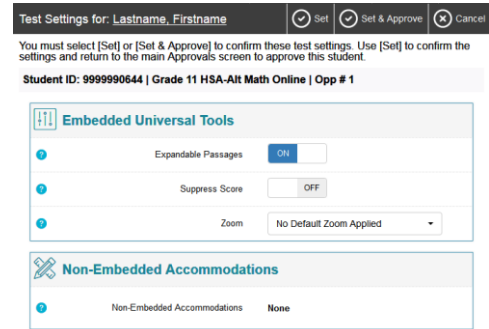 Test Settings for: Lastname, Firstname
Set
Set & Approve
Cancel
You must select [Set] or [Set & Approve] to confirm these test settings. Use [Set] to confirm the
settings and return to the main Approvals screen to approve this student.
Student ID: 9999990644 | Grade 11 HSA-Alt Math Online | Opp # 1
Embedded Universal Tools
? Expandable Passages ON
? Suppress Score OFF
? Zoom No Default Zoom Applied
Non-Embedded Accommodations
? Non-Embedded Accommodations None